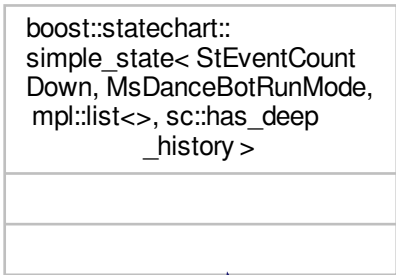 boost::statechart::
simple_state< StEventCount
Down, MsDanceBotRunMode,
mpl::list<>, sc::has_deep
_history >